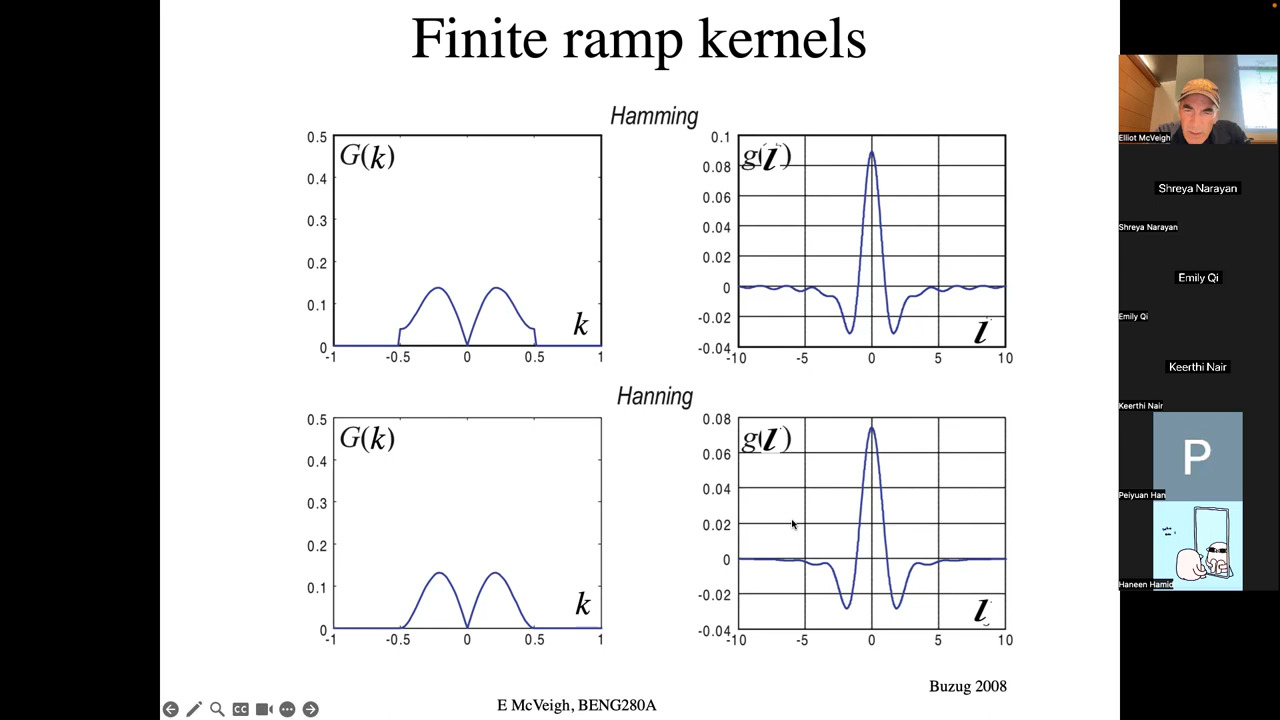 Finite ramp kernels
Hamming
G(k)
0.5
0.4
0.3
0.2
0.1
0
-1
-0.5
0
0.5
1
k
g(l)
0.1
0.08
0.06
0.04
0.02
0
-0.02
-0.04
-10
-5
0
5
10
l
Hanning
G(k)
0.5
0.4
0.3
0.2
0.1
0
-1
-0.5
0
0.5
1
k
g(l)
0.08
0.06
0.04
0.02
0
-0.02
-0.04
-10
-5
0
5
10
l
Buzug 2008
E McVeigh, BENG280A
CC
Elliot McVeigh
Shreya Narayan
Shreya Narayan
Emily Qi
Emily Qi
Keerthi Nair
Keerthi Nair
P
Peiyuan Han
Haneen Hamid